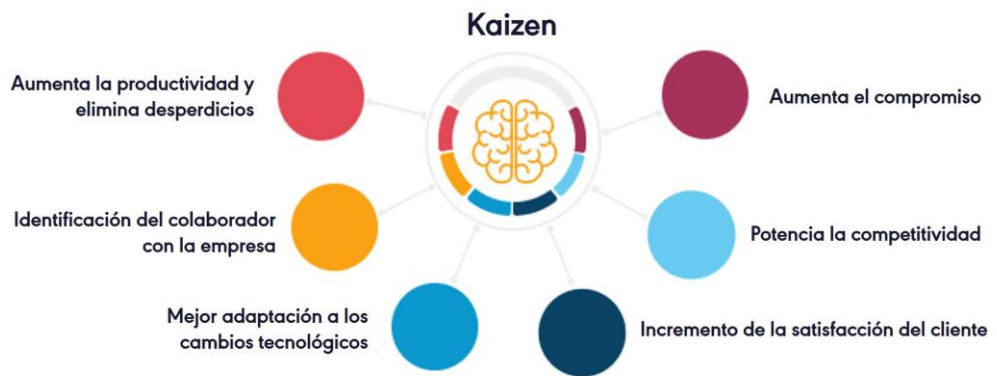 Kaizen
Aumenta la productividad y
elimina desperdicios
Aumenta el compromiso
Identificación del colaborador
con la empresa
Potencia la competitividad
Mejor adaptación a los
cambios tecnológicos
Incremento de la satisfacción del cliente